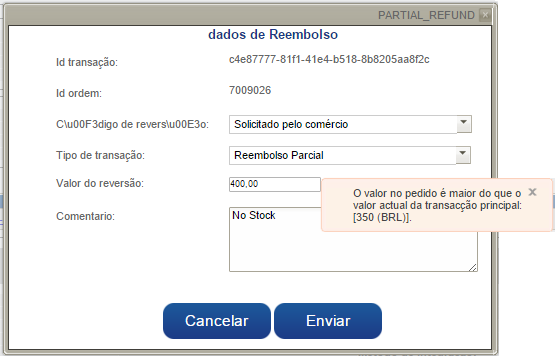 PARTIAL_REFUND
dados de Reembolso
Id transação: c4e87777-81f1-41e4-b518-8b8205aa8f2c
Id ordem: 7009026
C\u00F3digo de revers\u00E3o: Solicitado pelo comércio
Tipo de transação: Reembolso Parcial
Valor do reversão: 400,00
O valor no pedido é maior do que o
valor actual da transacção principal:
[350 (BRL)].
Comentario: No Stock
Cancelar Enviar